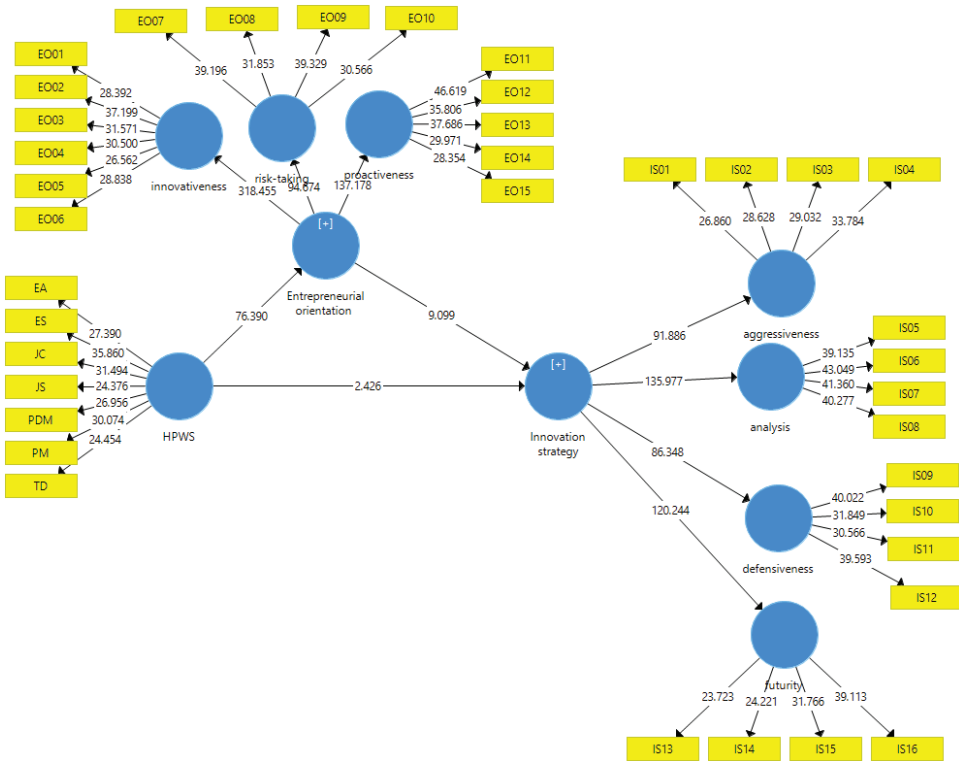 EO07
EO08
EO09
EO10
EO01
EO02
EO03
EO04
EO05
EO06
28.392
37.199
31.571
30.500
26.562
28.838
39.196
31.853
39.329
30.566
EO11
EO12
EO13
EO14
EO15
46.619
35.806
37.686
29.971
28.354
innovativeness
risk-taking
proactiveness
318.455
94.674
137.178
[+]
Entrepreneurial
orientation
IS01
IS02
IS03
IS04
26.860
28.628
29.032
33.784
aggressiveness
EA
ES
JC
JS
PDM
PM
TD
27.390
35.860
31.494
24.376
26.956
30.074
24.454
HPWS
76.390
9.099
2.426
[+]
Innovation
strategy
91.886
135.977
86.348
120.244
IS05
IS06
IS07
IS08
39.135
43.049
41.360
40.277
analysis
IS09
IS10
IS11
IS12
40.022
31.849
30.566
39.593
defensiveness
futurity
23.723
24.221
31.766
39.113
IS13
IS14
IS15
IS16